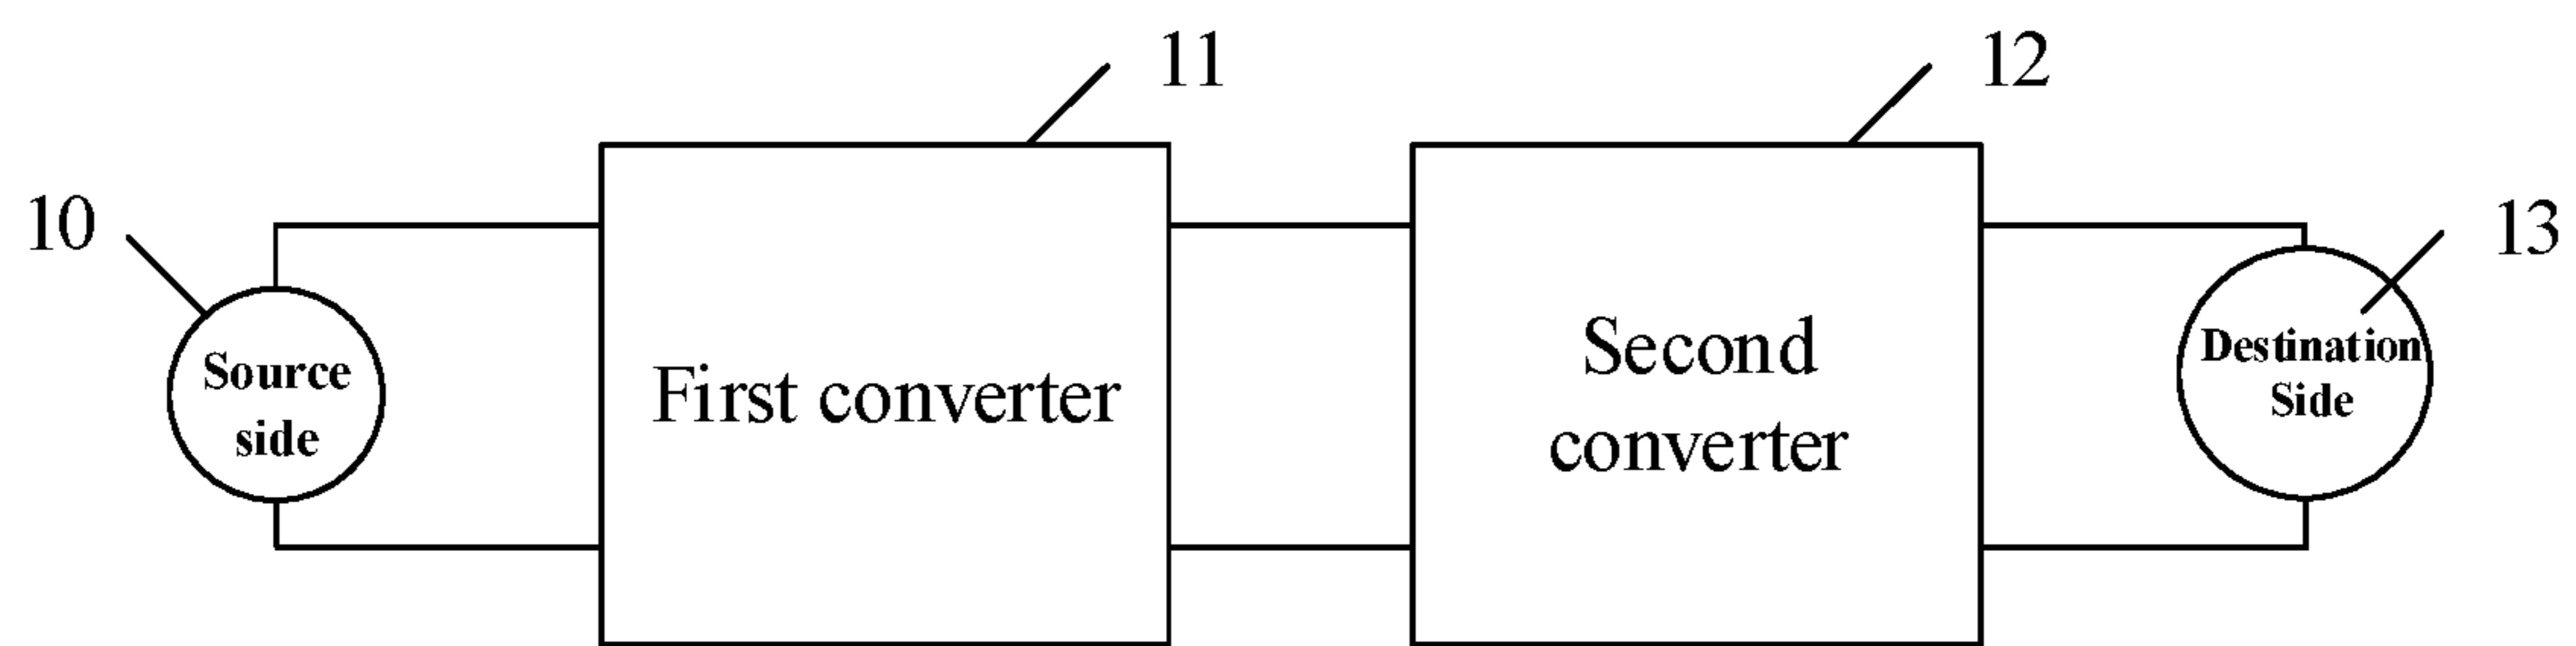 11
12
10
13
Source
side
First converter
Second
converter
Destination
Side